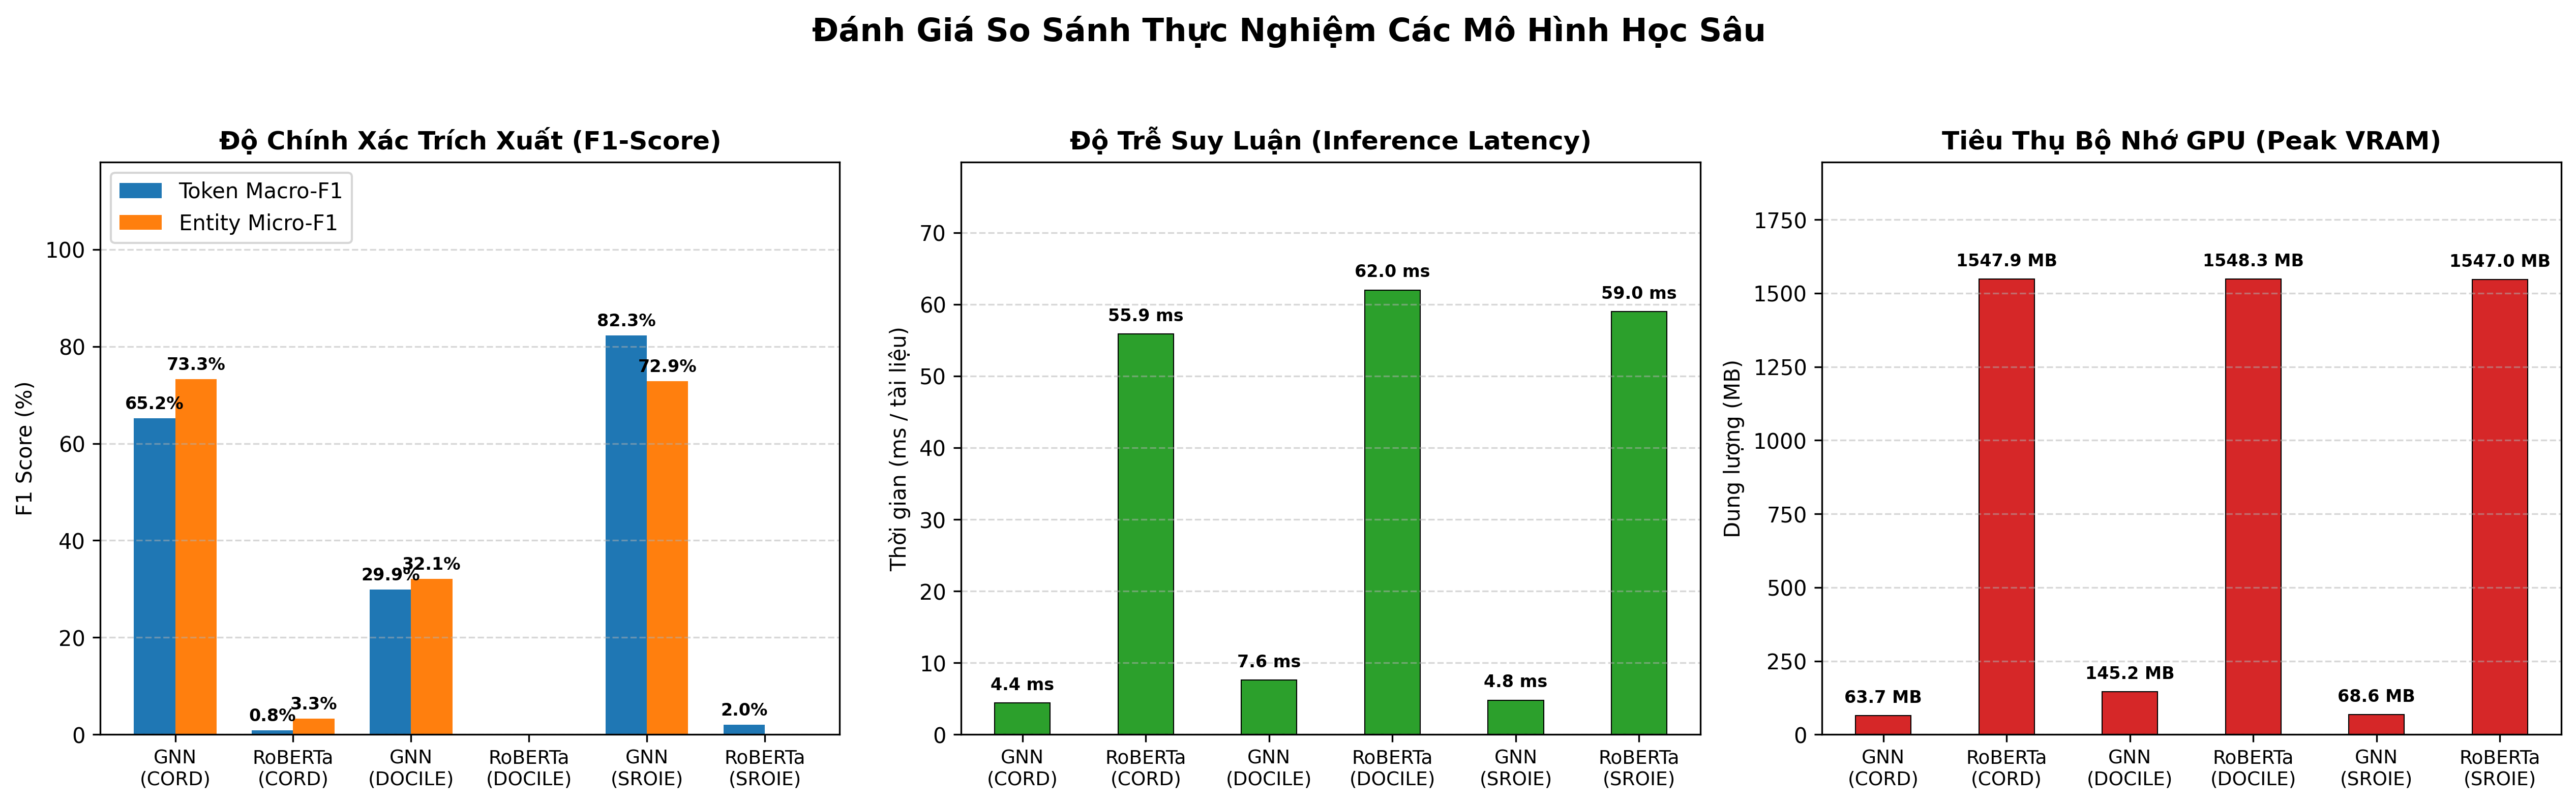 Đánh Giá So Sánh Thực Nghiệm Các Mô Hình Học Sâu
Độ Chính Xác Trích Xuất (F1-Score)
Token Macro-F1
Entity Micro-F1
F1 Score (%)
100
80
60
40
20
0
65.2%
73.3%
0.8%
3.3%
29.9%
32.1%
82.3%
72.9%
2.0%
GNN
(CORD)
RoBERTa
(CORD)
GNN
(DOCILE)
RoBERTa
(DOCILE)
GNN
(SROIE)
RoBERTa
(SROIE)
Độ Trễ Suy Luận (Inference Latency)
Thời gian (ms / tài liệu)
70
60
50
40
30
20
10
0
4.4 ms
55.9 ms
7.6 ms
62.0 ms
4.8 ms
59.0 ms
GNN
(CORD)
RoBERTa
(CORD)
GNN
(DOCILE)
RoBERTa
(DOCILE)
GNN
(SROIE)
RoBERTa
(SROIE)
Tiêu Thụ Bộ Nhớ GPU (Peak VRAM)
Dung lượng (MB)
1750
1500
1250
1000
750
500
250
0
63.7 MB
1547.9 MB
145.2 MB
1548.3 MB
68.6 MB
1547.0 MB
GNN
(CORD)
RoBERTa
(CORD)
GNN
(DOCILE)
RoBERTa
(DOCILE)
GNN
(SROIE)
RoBERTa
(SROIE)